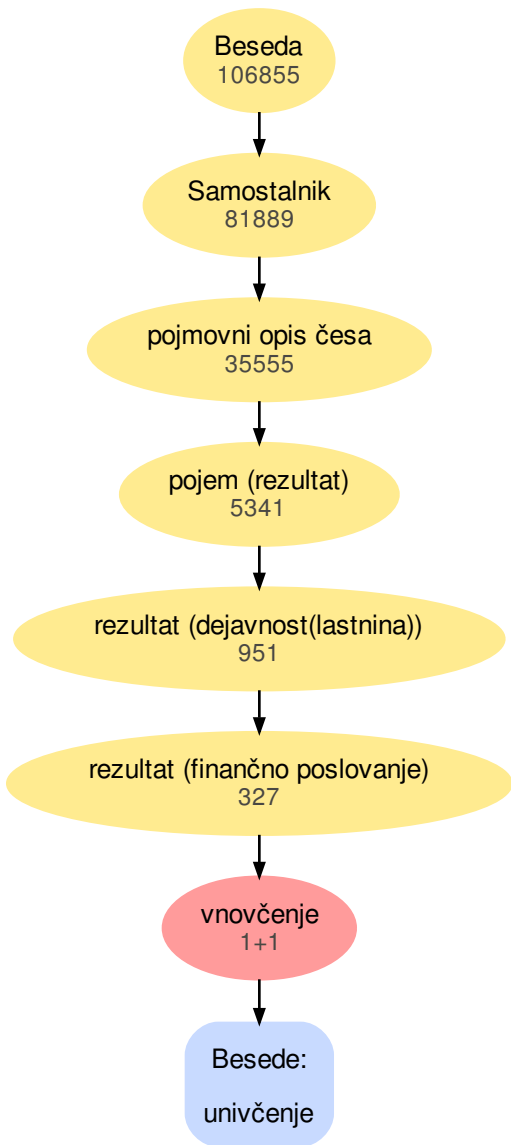 Beseda
106855
Samostalnik
81889
pojmovni opis česa
35555
pojem (rezultat)
5341
rezultat (dejavnost(lastnina))
951
rezultat (finančno poslovanje)
327
vnovčenje
1+1
Besede:
univčenje